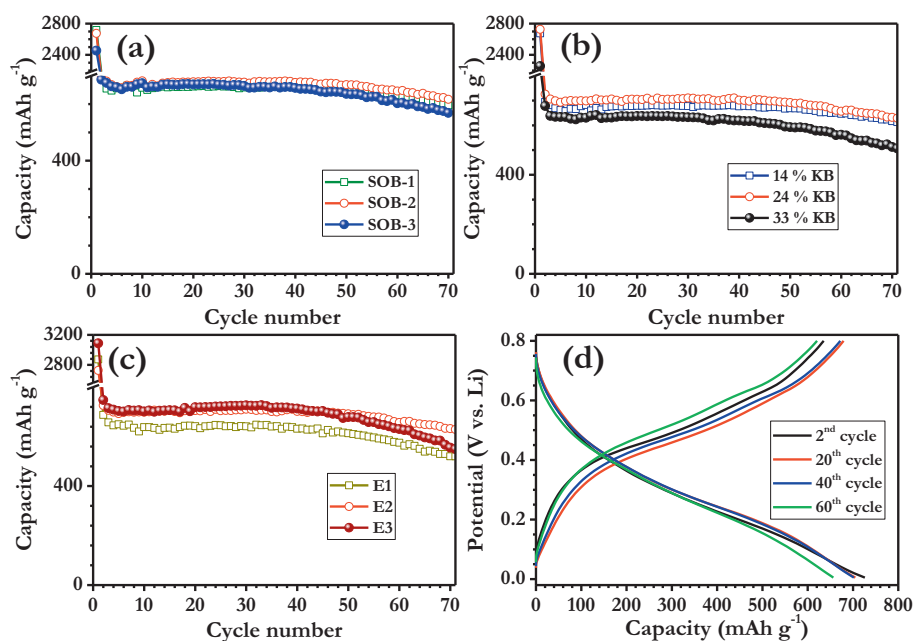 (a)
Capacity (mAh g⁻¹)
2800
2400
400
0
SOB-1
SOB-2
SOB-3
0 10 20 30 40 50 60 70
Cycle number
(b)
Capacity (mAh g⁻¹)
2800
2400
400
0
14 % KB
24 % KB
33 % KB
0 10 20 30 40 50 60 70
Cycle number
(c)
Capacity (mAh g⁻¹)
3200
2800
400
0
E1
E2
E3
0 10 20 30 40 50 60 70
Cycle number
(d)
Potential (V vs. Li)
0.8
0.6
0.4
0.2
0.0
2nd cycle
20th cycle
40th cycle
60th cycle
0 100 200 300 400 500 600 700 800
Capacity (mAh g⁻¹)